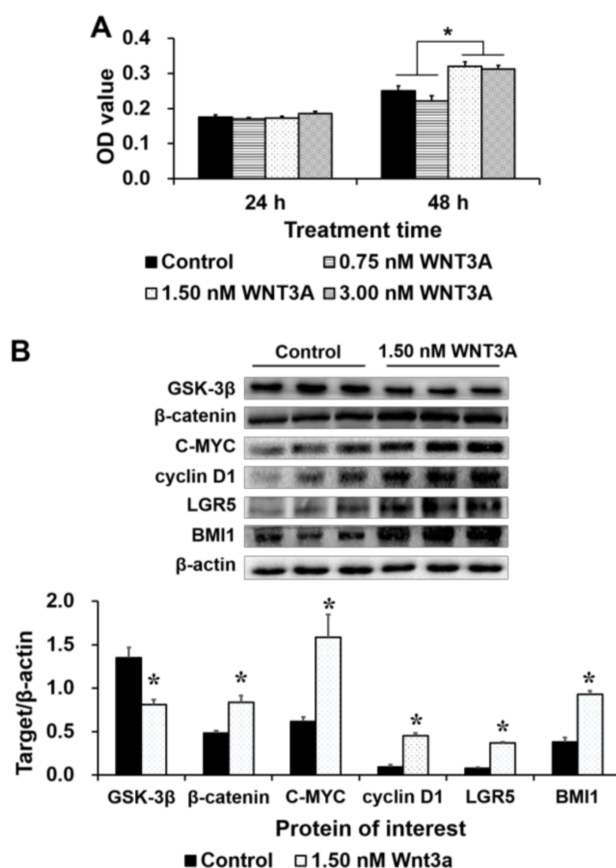 A
*
0.4
0.3
0.2
0.1
0.0
OD value
24 h 48 h
Treatment time
Control 0.75 nM WNT3A
1.50 nM WNT3A 3.00 nM WNT3A
B
Control 1.50 nM WNT3A
GSK-3β
β-catenin
C-MYC
cyclin D1
LGR5
BMI1
β-actin
2.0
1.5
1.0
0.5
0.0
Target/β-actin
* * * * * *
GSK-3β β-catenin C-MYC cyclin D1 LGR5 BMI1
Protein of interest
Control 1.50 nM Wnt3a